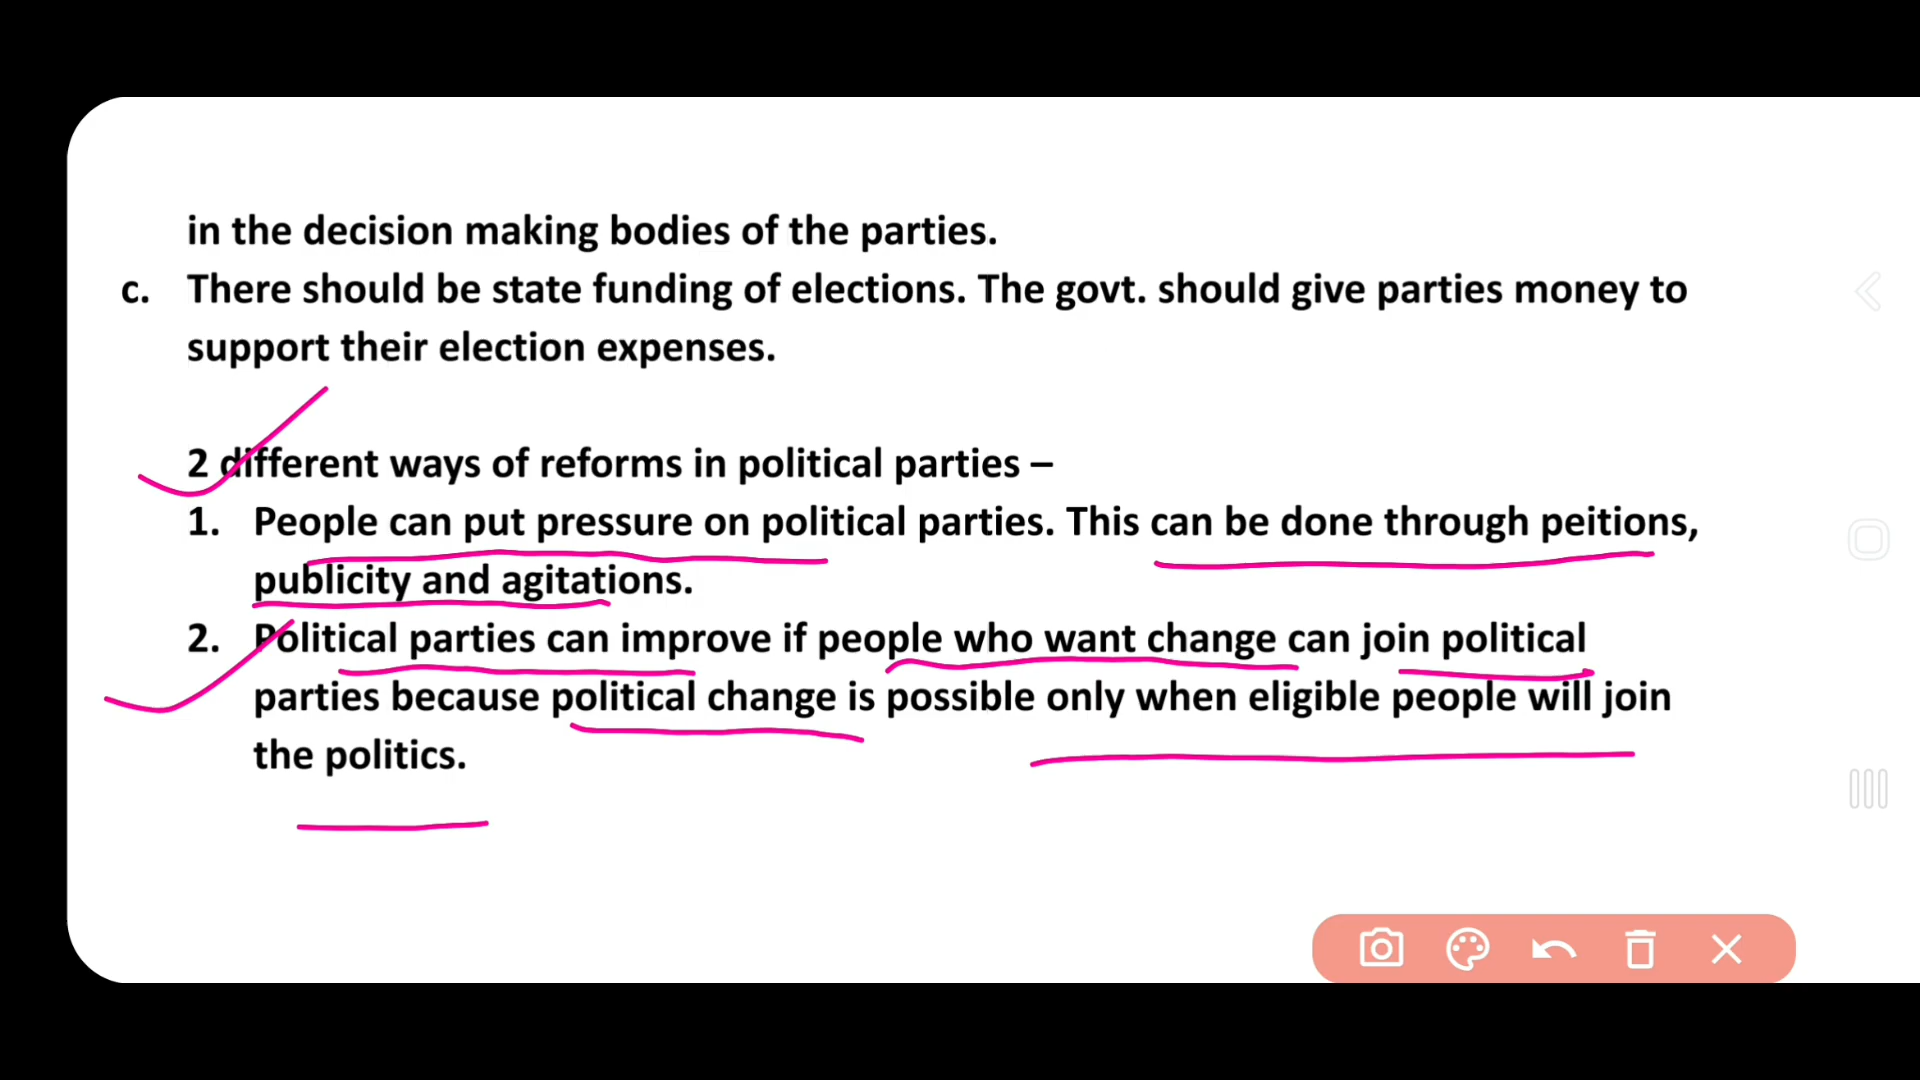 in the decision making bodies of the parties.
c. There should be state funding of elections. The govt. should give parties money to
support their election expenses.
2 different ways of reforms in political parties –
1. People can put pressure on political parties. This can be done through peitions,
publicity and agitations.
2. Political parties can improve if people who want change can join political
parties because political change is possible only when eligible people will join
the politics.